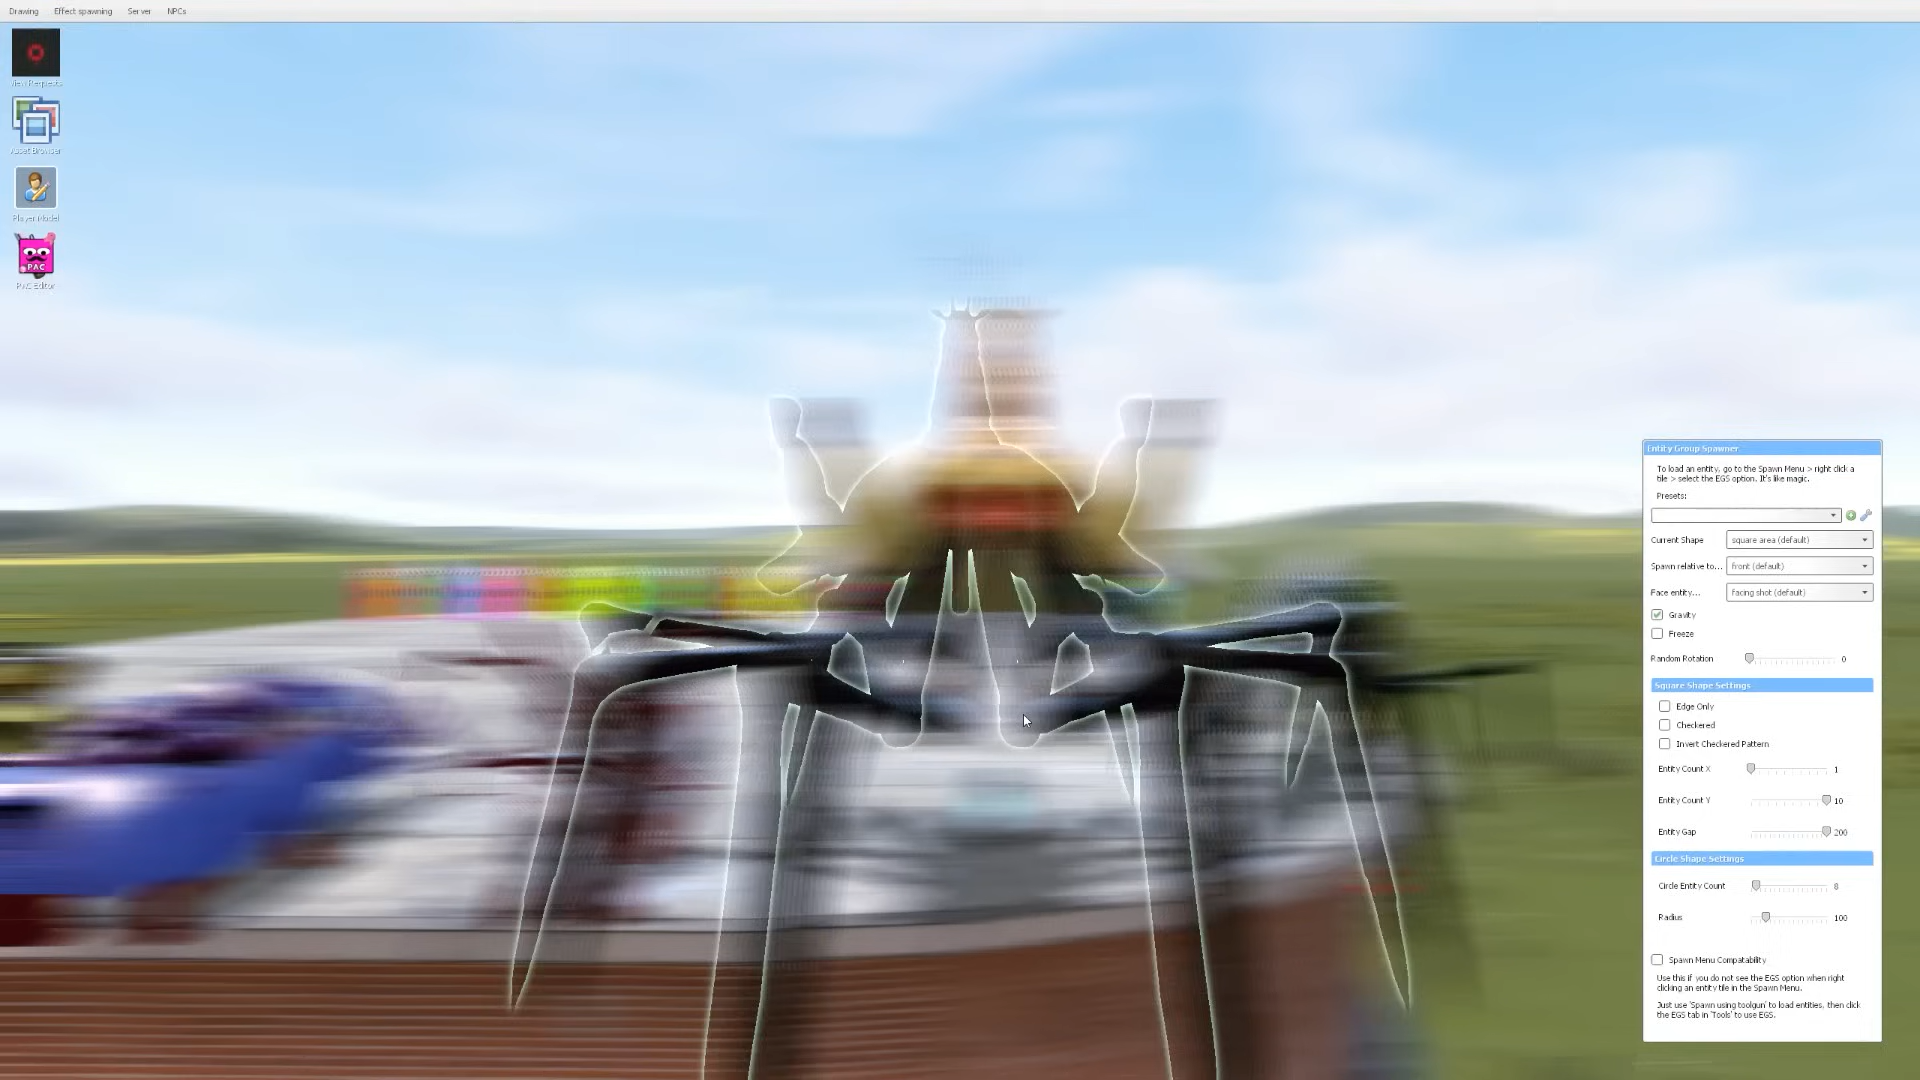 Drawing Effect spawning Server NPCs
View Requests
Asset Browser
Player Model
PAC
PAC Editor
Entity Group Spawner
To load an entity, go to the Spawn Menu > right click a
tile > select the EGS option. It's like magic.
Presets:
Current Shape square area (default)
Spawn relative to... front (default)
Face entity... facing shot (default)
Gravity
Freeze
Random Rotation 0
Square Shape Settings
Edge Only
Checkered
Invert Checkered Pattern
Entity Count X 1
Entity Count Y 10
Entity Gap 200
Circle Shape Settings
Circle Entity Count 8
Radius 100
Spawn Menu Compatability
Use this if you do not see the EGS option when right
clicking an entity tile in the Spawn Menu.
Just use 'Spawn using toolgun' to load entities, then click
the EGS tab in 'Tools' to use EGS.